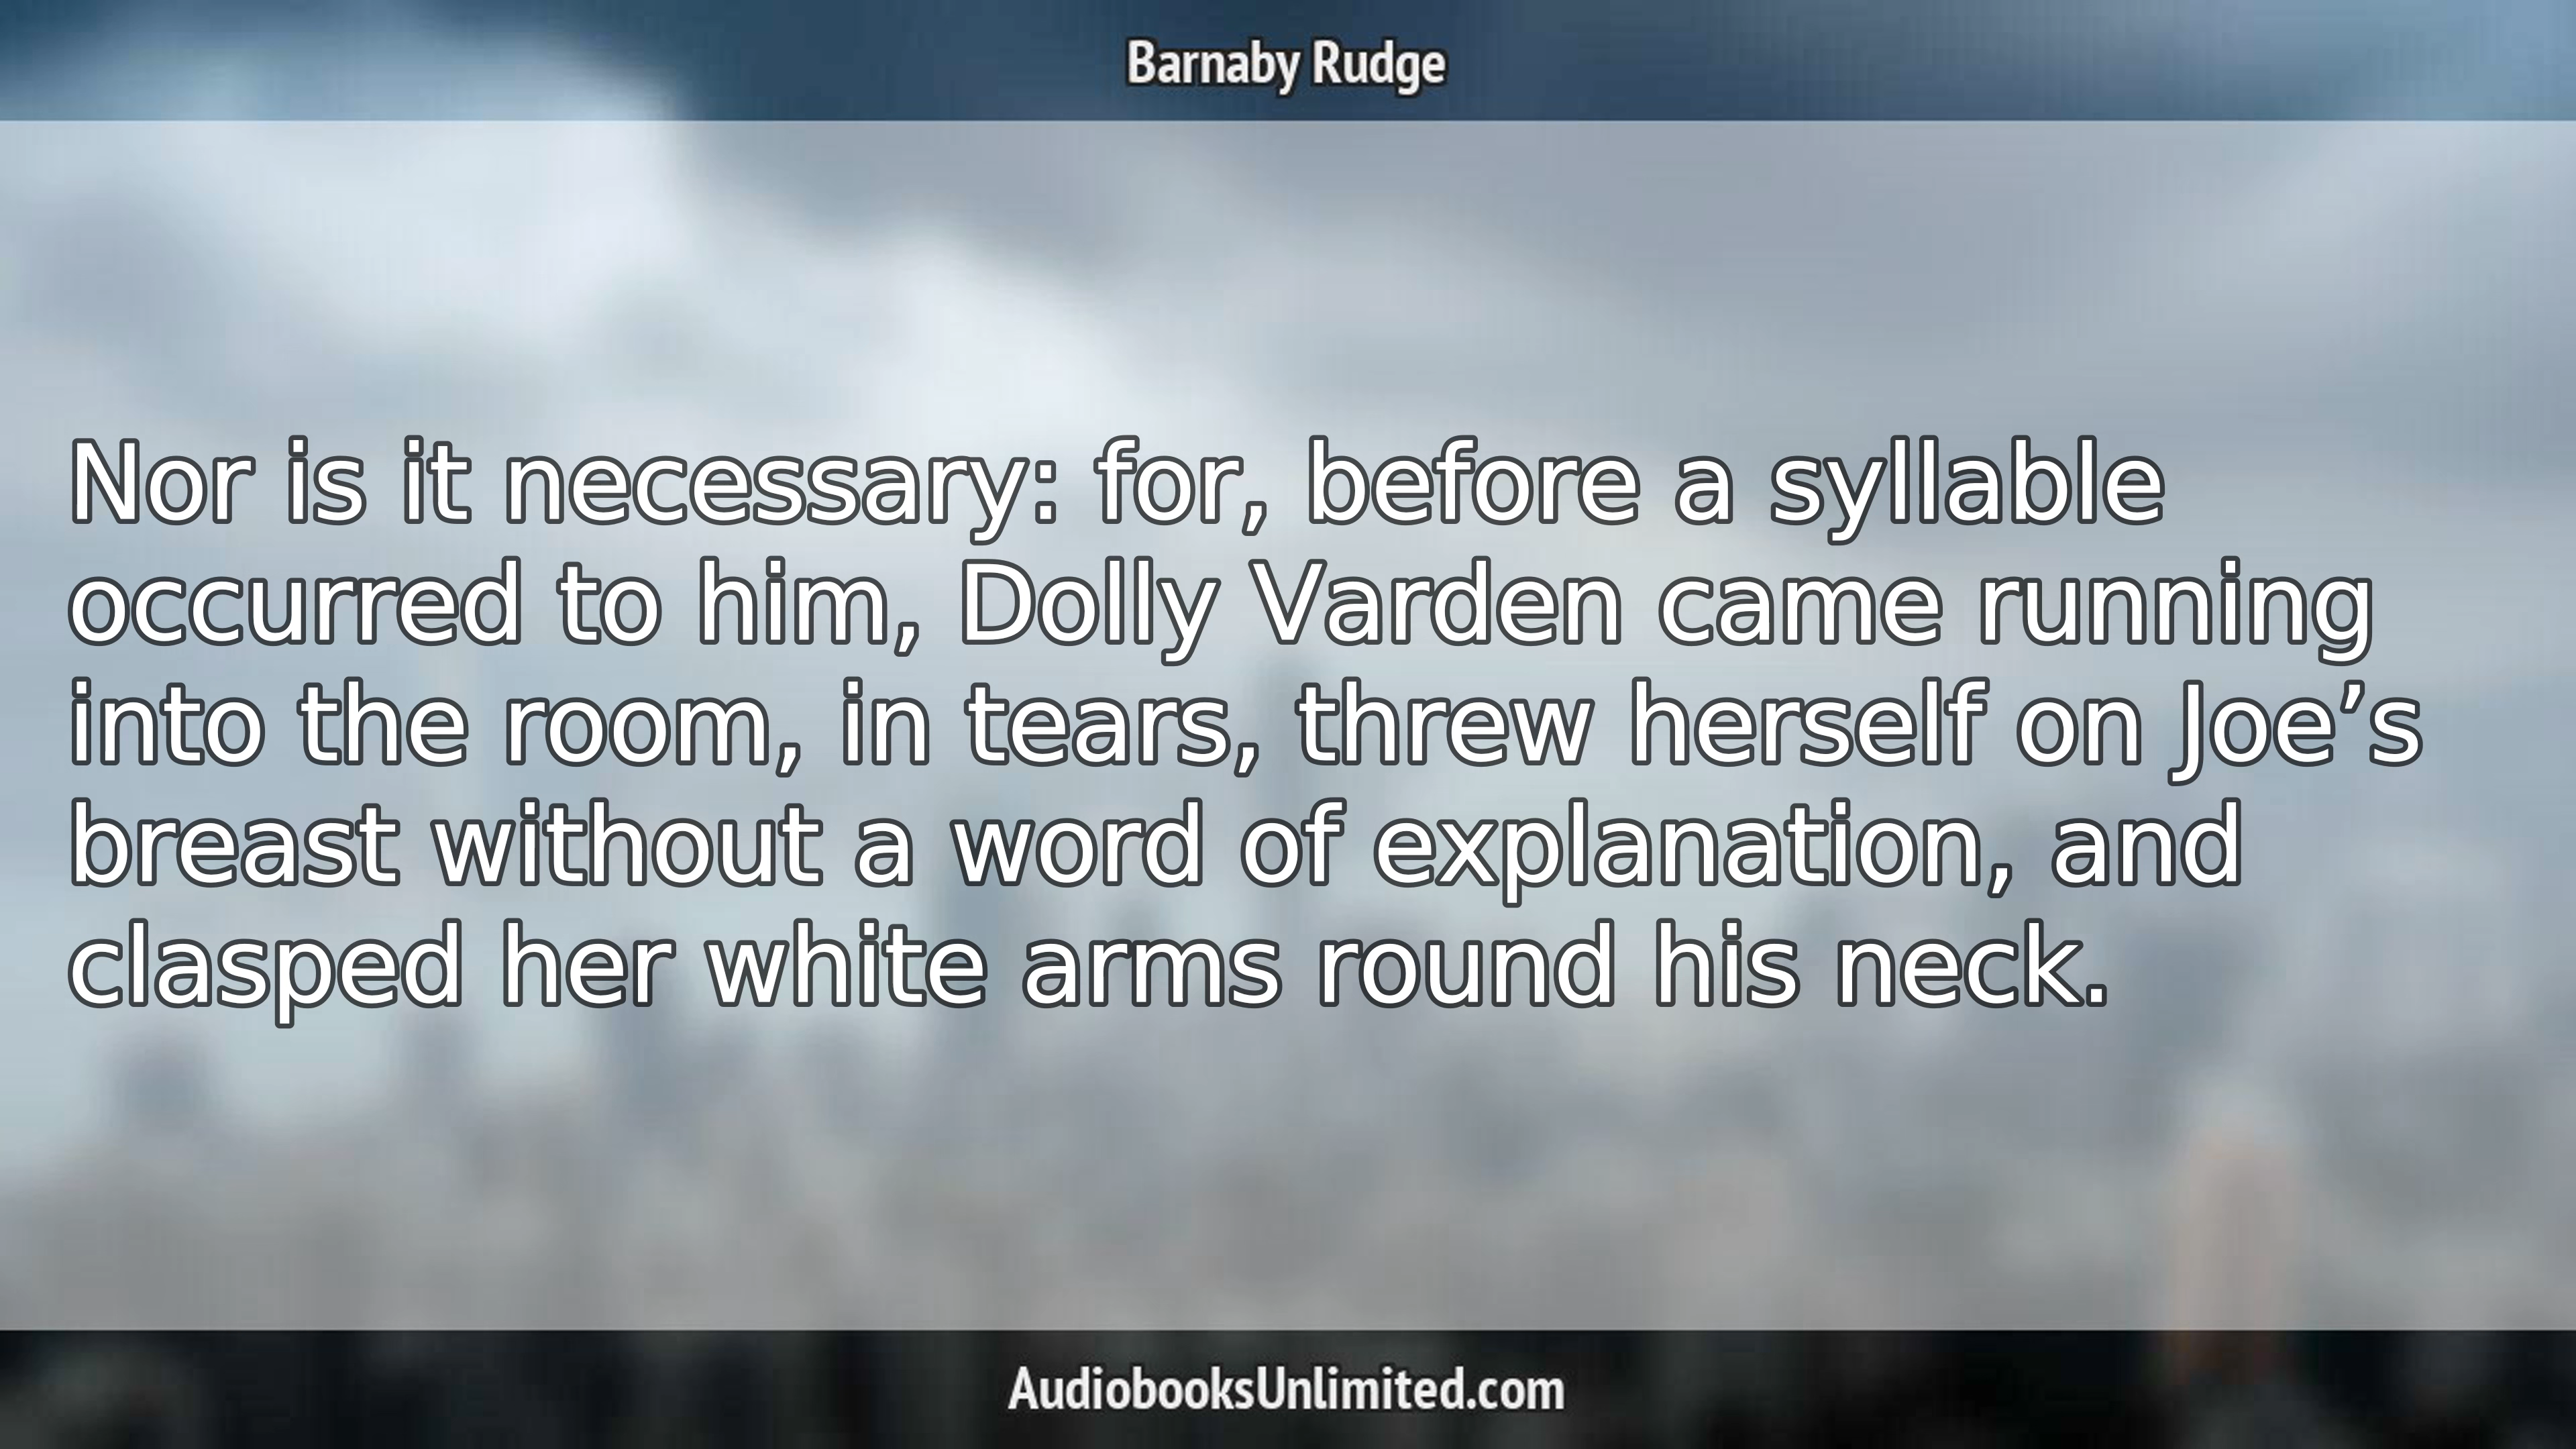 Barnaby Rudge
Nor is it necessary: for, before a syllable
occurred to him, Dolly Varden came running
into the room, in tears, threw herself on Joe’s
breast without a word of explanation, and
clasped her white arms round his neck.
AudiobooksUnlimited.com